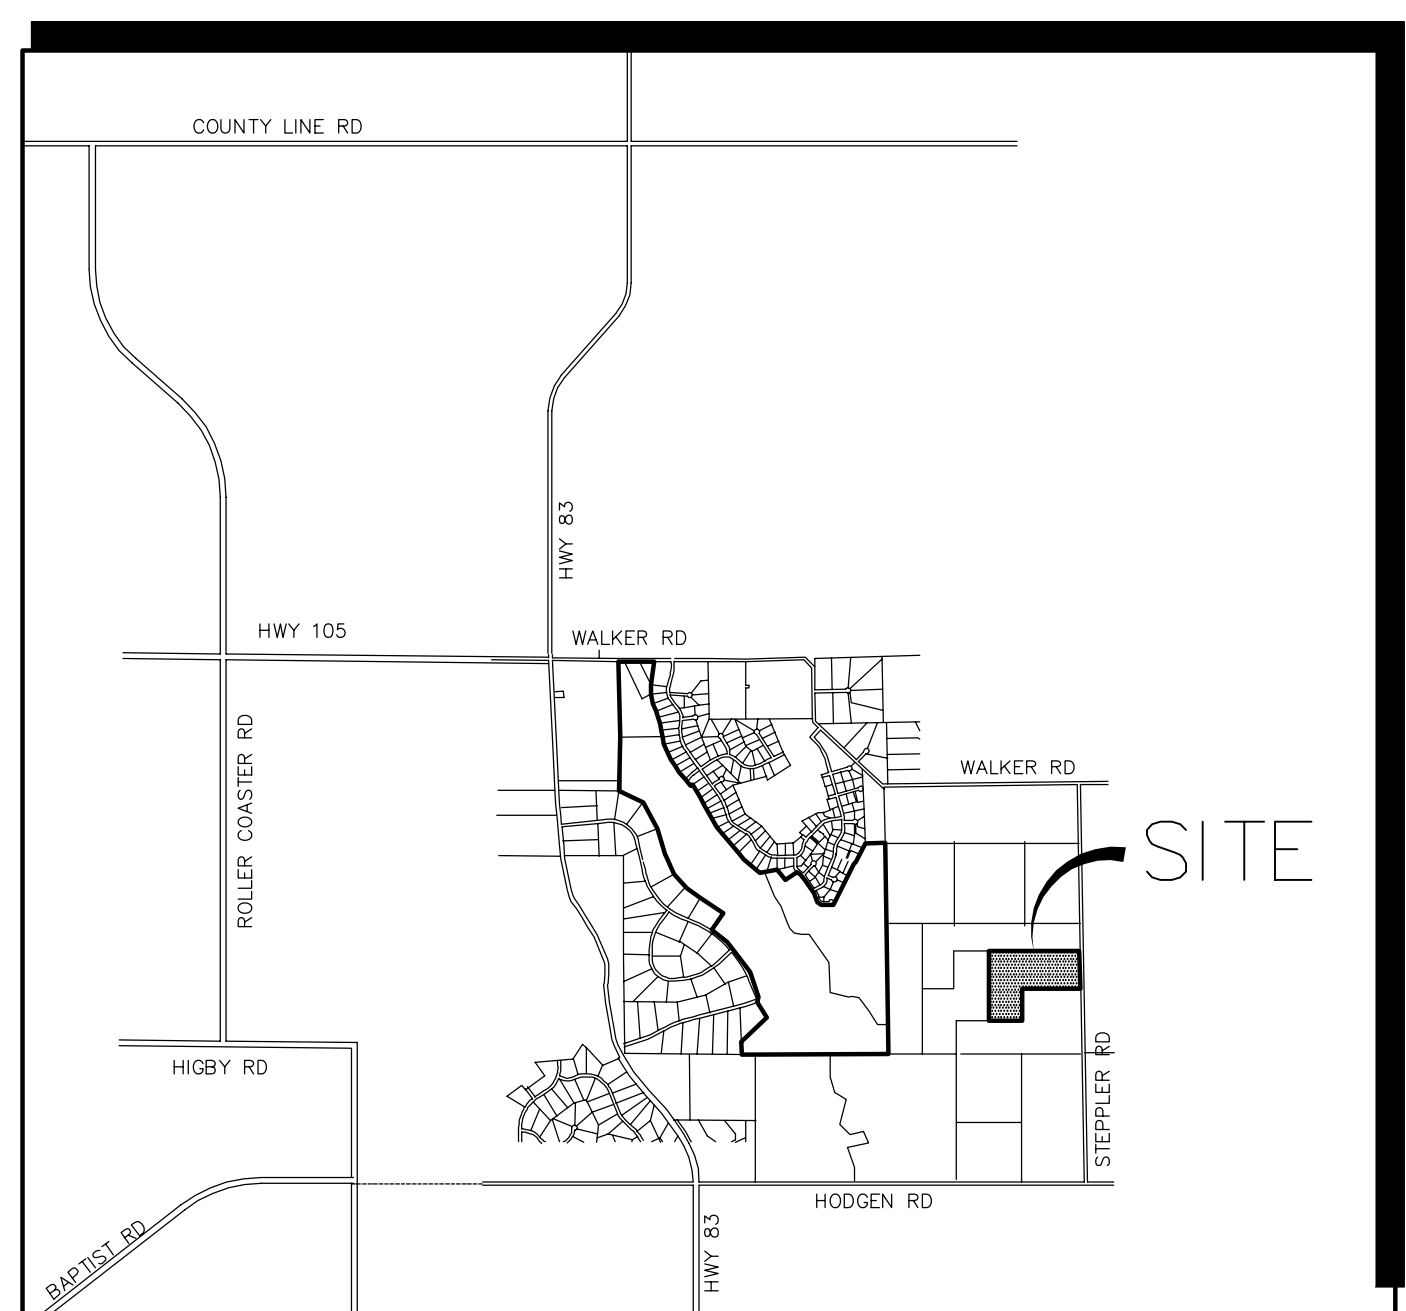 COUNTY LINE RD
HWY 83
HWY 105
WALKER RD
ROLLER COASTER RD
WALKER RD
SITE
HIGBY RD
STEPPLER RD
HODGEN RD
BAPTIST RD
HWY 83